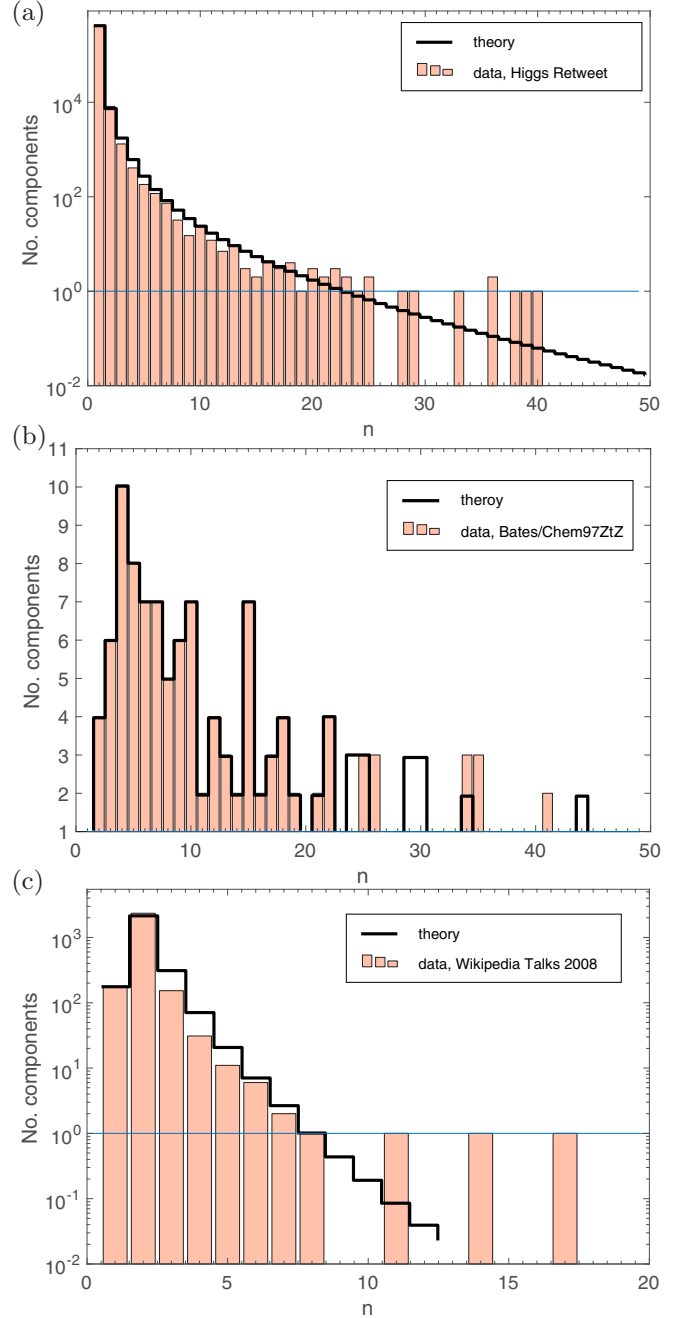 (a)
theory
data, Higgs Retweet
10^4
10^2
10^0
10^-2
No. components
0 10 20 30 40 50
n
(b)
11
10
9
8
7
6
5
4
3
2
1
theroy
data, Bates/Chem97ZtZ
No. components
0 10 20 30 40 50
n
(c)
theory
data, Wikipedia Talks 2008
10^3
10^2
10^1
10^0
10^-1
10^-2
No. components
0 5 10 15 20
n